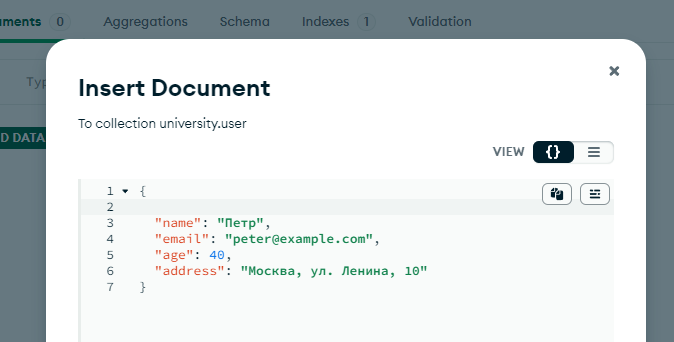 uments 0 Aggregations Schema Indexes 1 Validation
Typ
Insert Document
To collection university.user
VIEW {}
D DATA
1 {
2
3 "name": "Петр",
4 "email": "peter@example.com",
5 "age": 40,
6 "address": "Москва, ул. Ленина, 10"
7 }